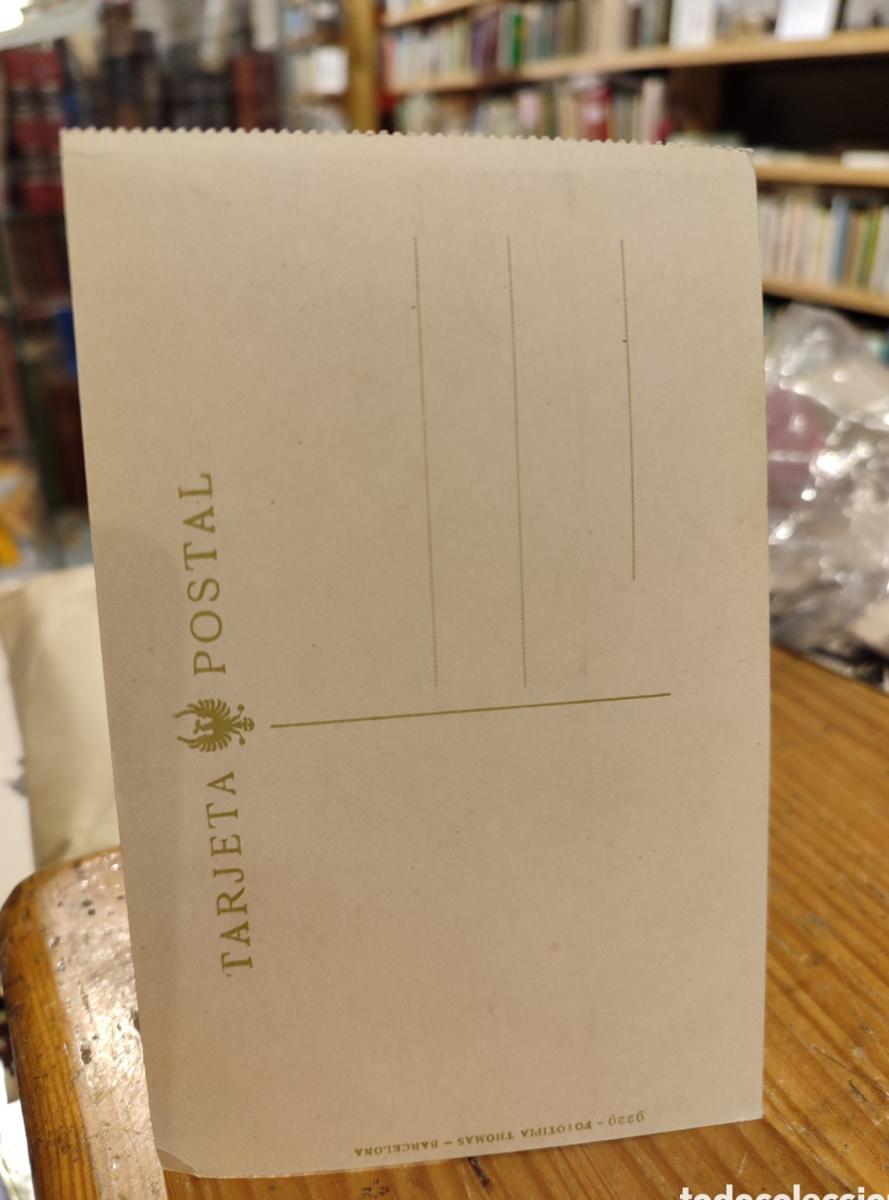 TARJETA POSTAL
9229 - FOTOTIPIA THOMAS - BARCELONA